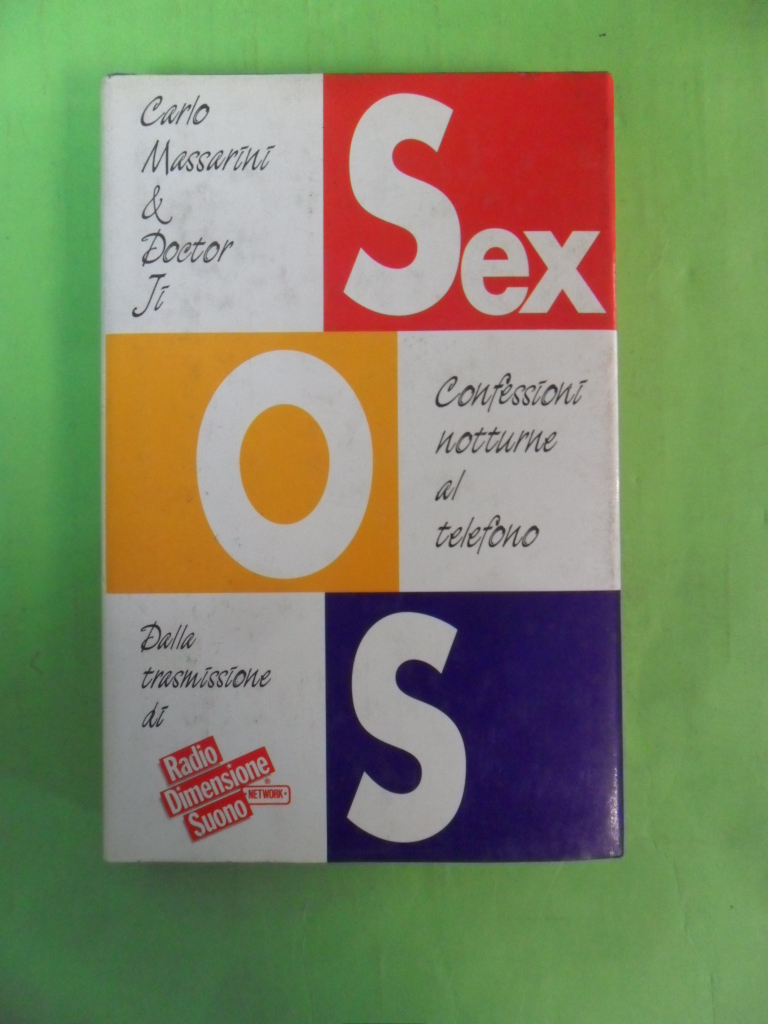 Carlo
Massarini
&
Doctor
Ji
Sex
O
Confessioni
notturne
al
telefono
S
Dalla
trasmissione
di
Radio
Dimensione
Suono
®
NETWORK